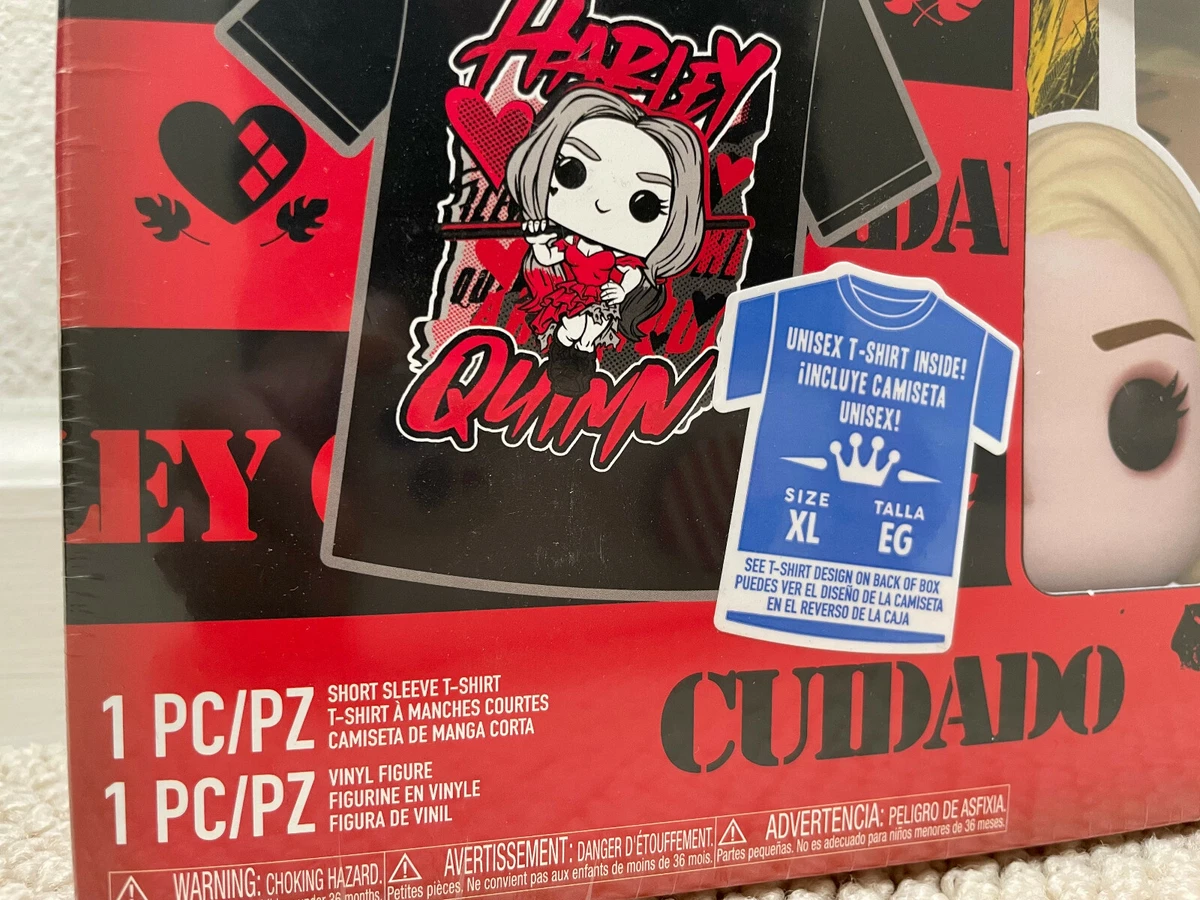 HARLEY
QUINN
DA
LEY
UNISEX T-SHIRT INSIDE!
¡INCLUYE CAMISETA
UNISEX!
SIZE TALLA
XL EG
SEE T-SHIRT DESIGN ON BACK OF BOX
PUEDES VER EL DISEÑO DE LA CAMISETA
EN EL REVERSO DE LA CAJA
CUIDADO
1 PC/PZ
SHORT SLEEVE T-SHIRT
T-SHIRT À MANCHES COURTES
CAMISETA DE MANGA CORTA
1 PC/PZ
VINYL FIGURE
FIGURINE EN VINYLE
FIGURA DE VINIL
WARNING: CHOKING HAZARD.
under 36 months.
AVERTISSEMENT: DANGER D'ÉTOUFFEMENT.
Petites pièces. Ne convient pas aux enfants de moins de 36 mois.
ADVERTENCIA: PELIGRO DE ASFIXIA.
Partes pequeñas. No es adecuado para niños menores de 36 meses.